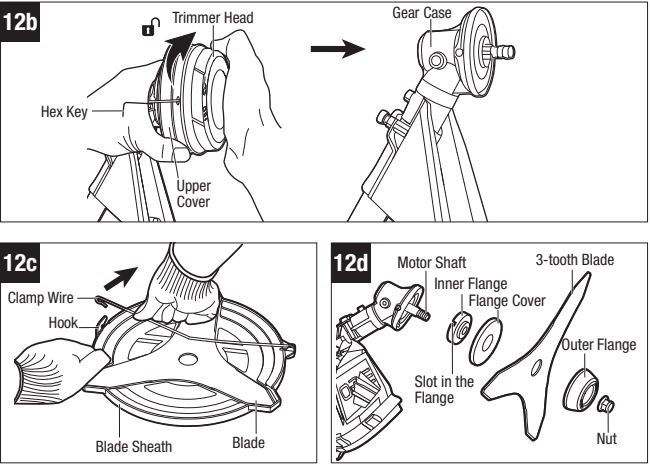 12b
Trimmer Head
Hex Key
Upper
Cover
Gear Case
12c
Clamp Wire
Hook
Blade Sheath
Blade
12d
Motor Shaft
3-tooth Blade
Inner Flange
Flange Cover
Outer Flange
Slot in the
Flange
Nut